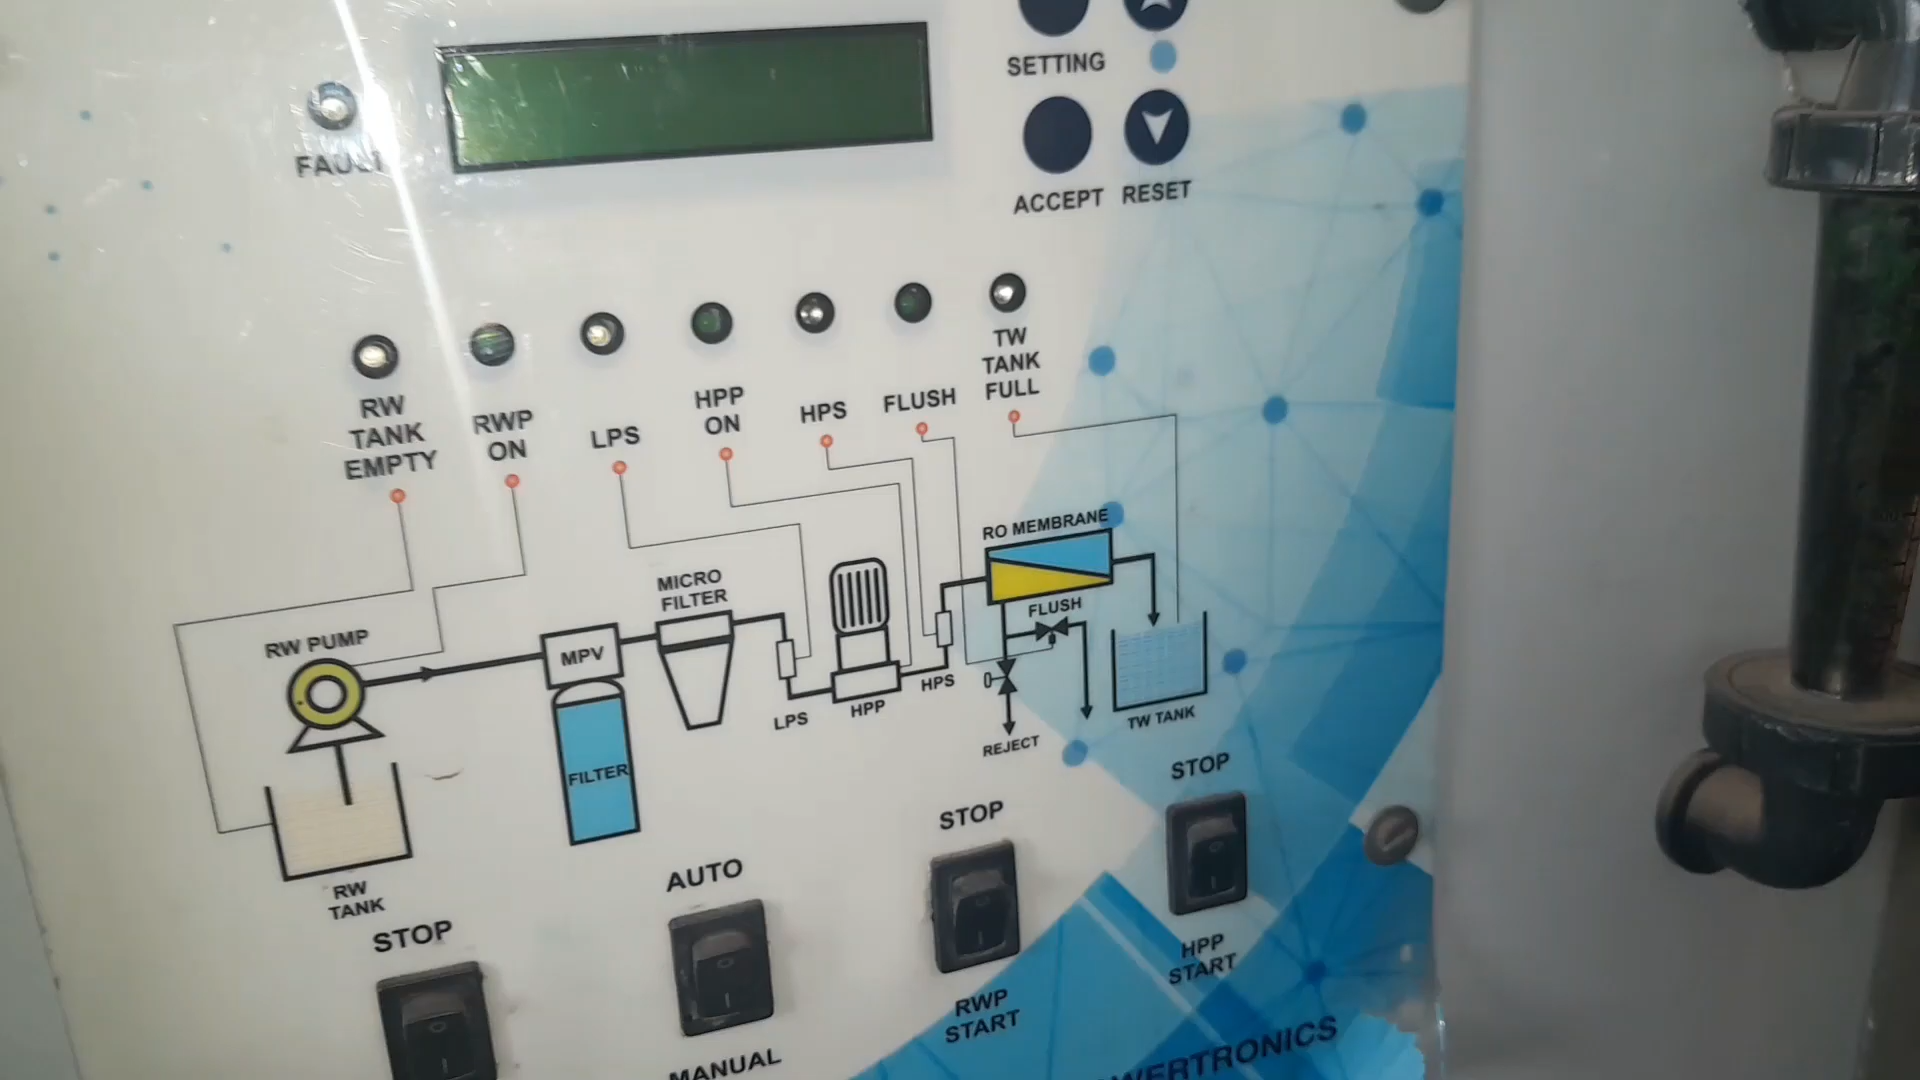 SETTING
FAULT
ACCEPT
RESET
RW
TANK
EMPTY
RWP
ON
LPS
HPP
ON
HPS
FLUSH
TW
TANK
FULL
RO MEMBRANE
MICRO
FILTER
FLUSH
RW PUMP
MPV
HPS
LPS
HPP
TW TANK
REJECT
FILTER
RW
TANK
STOP
AUTO
STOP
STOP
MANUAL
RWP
START
HPP
START